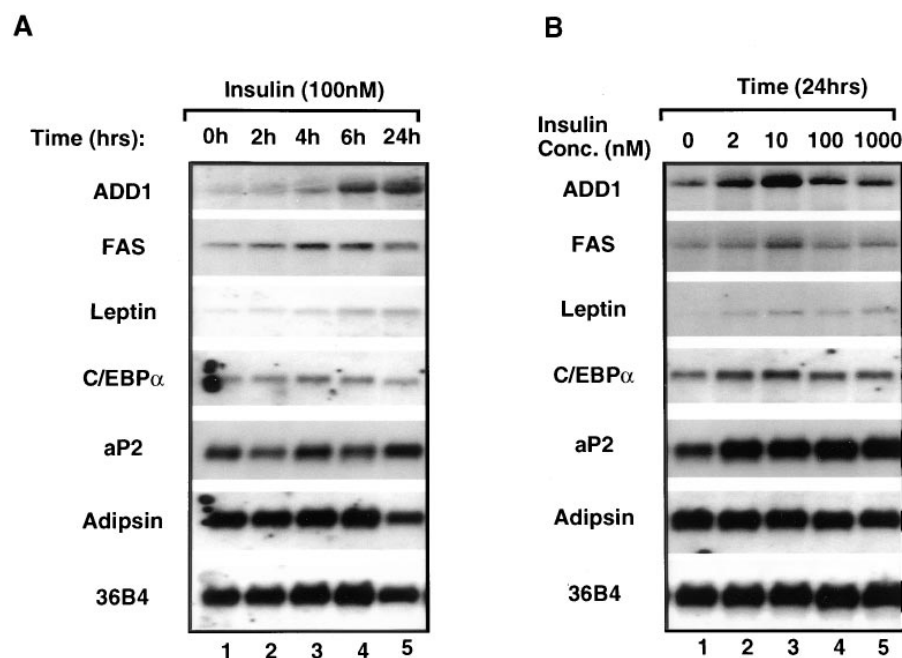 A
Insulin (100nM)
Time (hrs): 0h 2h 4h 6h 24h
ADD1
FAS
Leptin
C/EBPα
aP2
Adipsin
36B4
1 2 3 4 5
B
Time (24hrs)
Insulin
Conc. (nM) 0 2 10 100 1000
ADD1
FAS
Leptin
C/EBPα
aP2
Adipsin
36B4
1 2 3 4 5